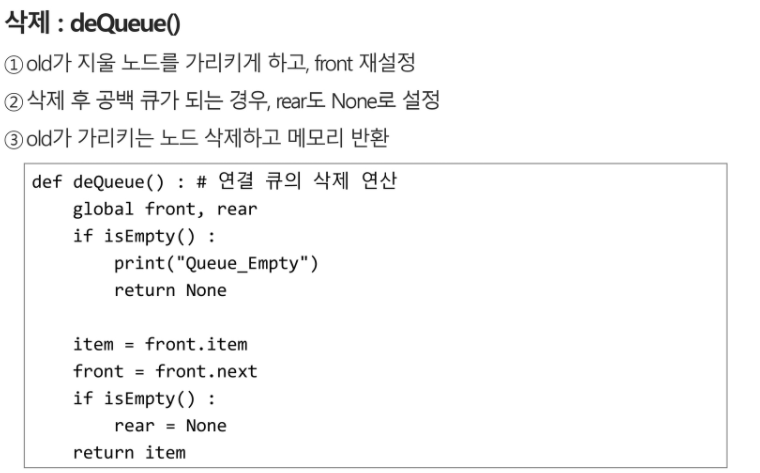 삭제 : deQueue()
①old가 지울 노드를 가리키게 하고, front 재설정
②삭제 후 공백 큐가 되는 경우, rear도 None로 설정
③old가 가리키는 노드 삭제하고 메모리 반환
def deQueue() : # 연결 큐의 삭제 연산
    global front, rear
    if isEmpty() :
        print("Queue_Empty")
        return None

    item = front.item
    front = front.next
    if isEmpty() :
        rear = None
    return item